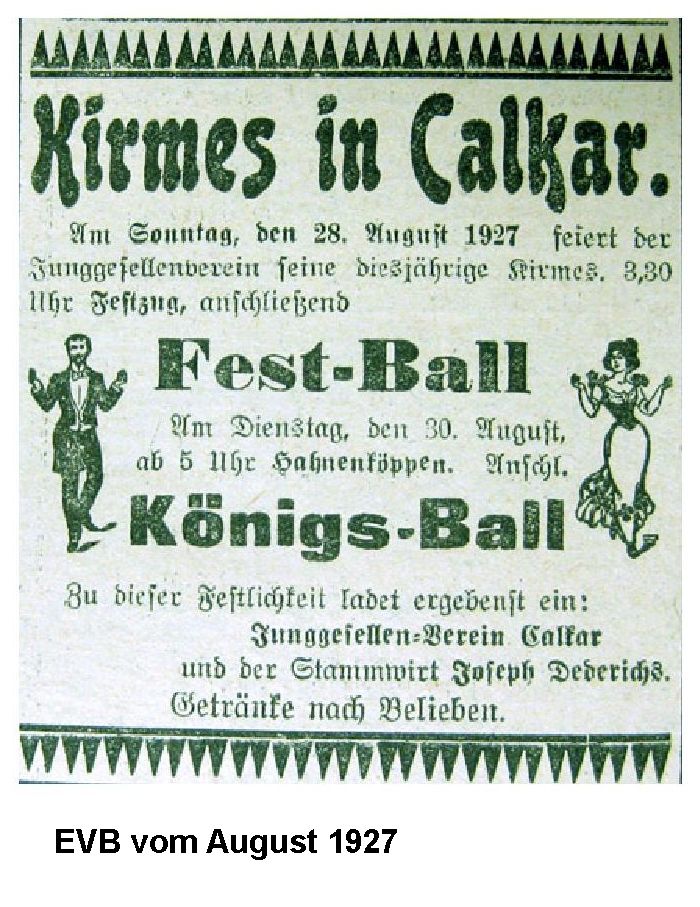 Kirmes in Calkar.
Am Sonntag, den 28. August 1927 feiert der
Junggesellenverein seine diesjährige Kirmes. 3,30
Uhr Festzug, anschließend
Fest-Ball
Am Dienstag, den 30. August,
ab 5 Uhr Hahnenköppen. Anschl.
Königs-Ball
Zu dieser Festlichkeit ladet ergebenst ein:
Junggesellen-Verein Calkar
und der Stammwirt Joseph Dederichs.
Getränke nach Belieben.
EVB vom August 1927